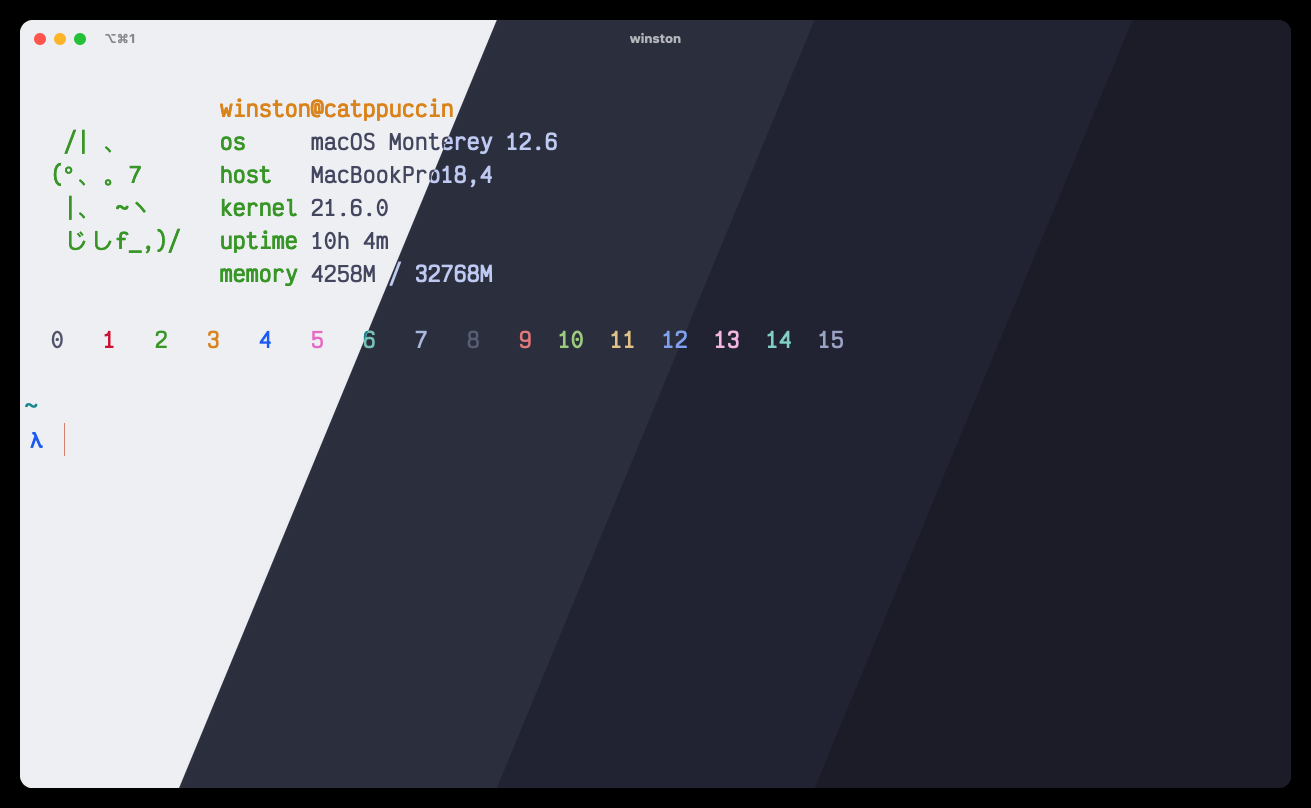 ⌥⌘1 winston
winston@catppuccin
/| 、 os macOS Monterey 12.6
(°、。7 host MacBookPro18,4
|、 ~ヽ kernel 21.6.0
じしf_,)/ uptime 10h 4m
memory 4258M / 32768M
0 1 2 3 4 5 6 7 8 9 10 11 12 13 14 15
~
λ